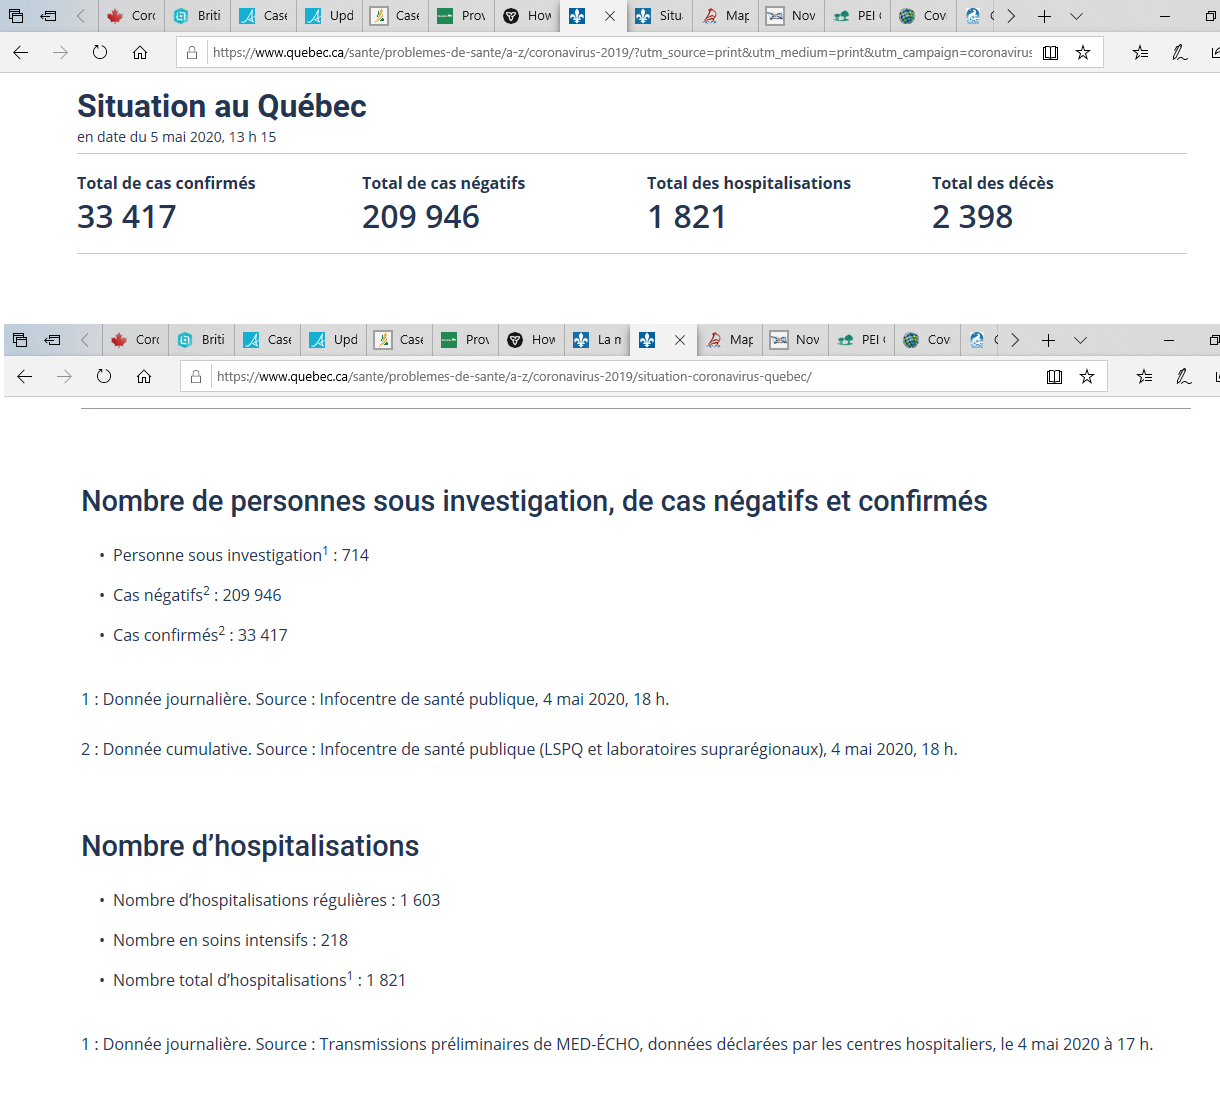 Corc
Briti
Case
Upd
Case
Prov
How
Situ
Map
Nov
PEI
Cov
https://www.quebec.ca/sante/problemes-de-sante/a-z/coronavirus-2019/?utm_source=print&utm_medium=print&utm_campaign=coronavirus
Situation au Québec
en date du 5 mai 2020, 13 h 15
Total de cas confirmés
Total de cas négatifs
Total des hospitalisations
Total des décès
33 417
209 946
1 821
2 398
Corc
Briti
Case
Upd
Case
Prov
How
La m
Map
Nov
PEI
Cov
https://www.quebec.ca/sante/problemes-de-sante/a-z/coronavirus-2019/situation-coronavirus-quebec/
Nombre de personnes sous investigation, de cas négatifs et confirmés
• Personne sous investigation1 : 714
• Cas négatifs2 : 209 946
• Cas confirmés2 : 33 417
1 : Donnée journalière. Source : Infocentre de santé publique, 4 mai 2020, 18 h.
2 : Donnée cumulative. Source : Infocentre de santé publique (LSPQ et laboratoires suprarégionaux), 4 mai 2020, 18 h.
Nombre d’hospitalisations
• Nombre d’hospitalisations régulières : 1 603
• Nombre en soins intensifs : 218
• Nombre total d’hospitalisations1 : 1 821
1 : Donnée journalière. Source : Transmissions préliminaires de MED-ÉCHO, données déclarées par les centres hospitaliers, le 4 mai 2020 à 17 h.